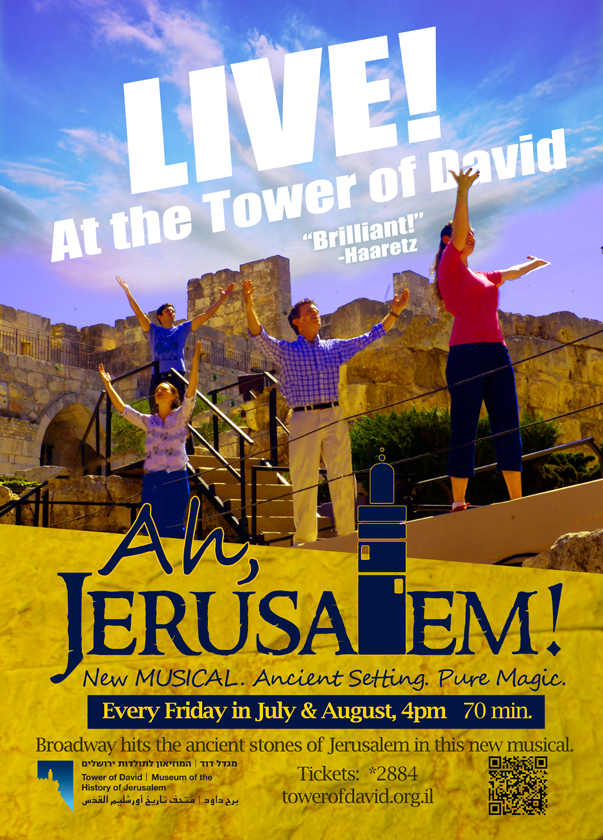 LIVE!
At the Tower of David
“Brilliant!”
-Haaretz
Ah,
JERUSALEM!
New MUSICAL. Ancient Setting. Pure Magic.
Every Friday in July & August, 4pm 70 min.
Broadway hits the ancient stones of Jerusalem in this new musical.
מגדל דוד | המוזיאון לתולדות ירושלים
Tower of David | Museum of the
History of Jerusalem
برج داود | متحف تاريخ أورشليم القدس
Tickets: *2884
towerofdavid.org.il